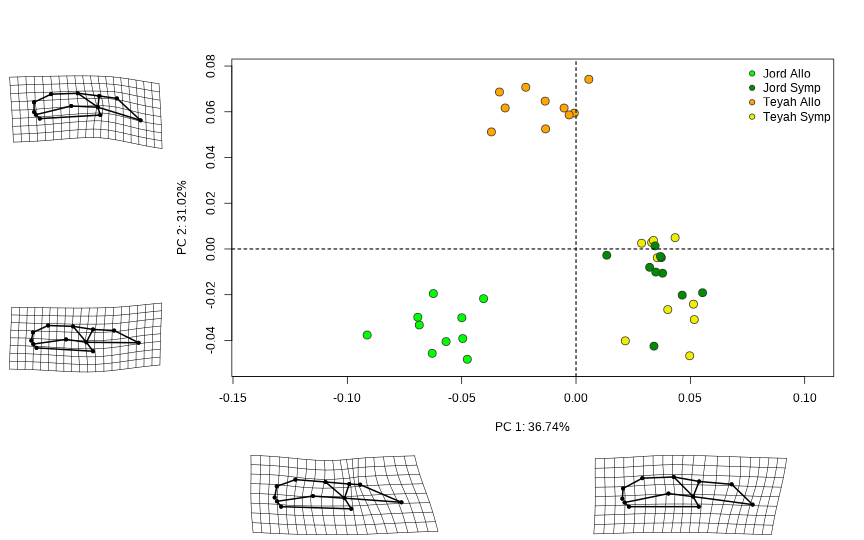 Jord Allo
Jord Symp
Teyah Allo
Teyah Symp
PC 2: 31.02%
0.08
0.06
0.04
0.02
0.00
-0.02
-0.04
-0.15
-0.10
-0.05
0.00
0.05
0.10
PC 1: 36.74%